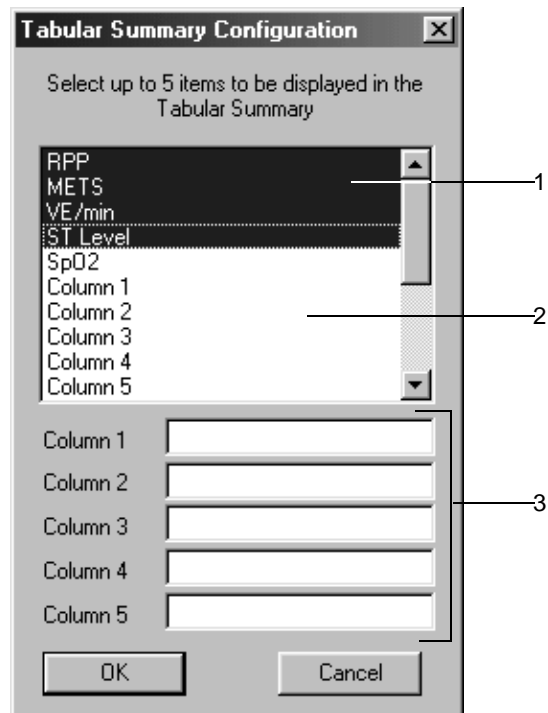 Tabular Summary Configuration
Select up to 5 items to be displayed in the
Tabular Summary
RPP
METS
VE/min
ST Level
SpO2
Column 1
Column 2
Column 3
Column 4
Column 5
1
2
Column 1
Column 2
Column 3
Column 4
Column 5
3
OK
Cancel